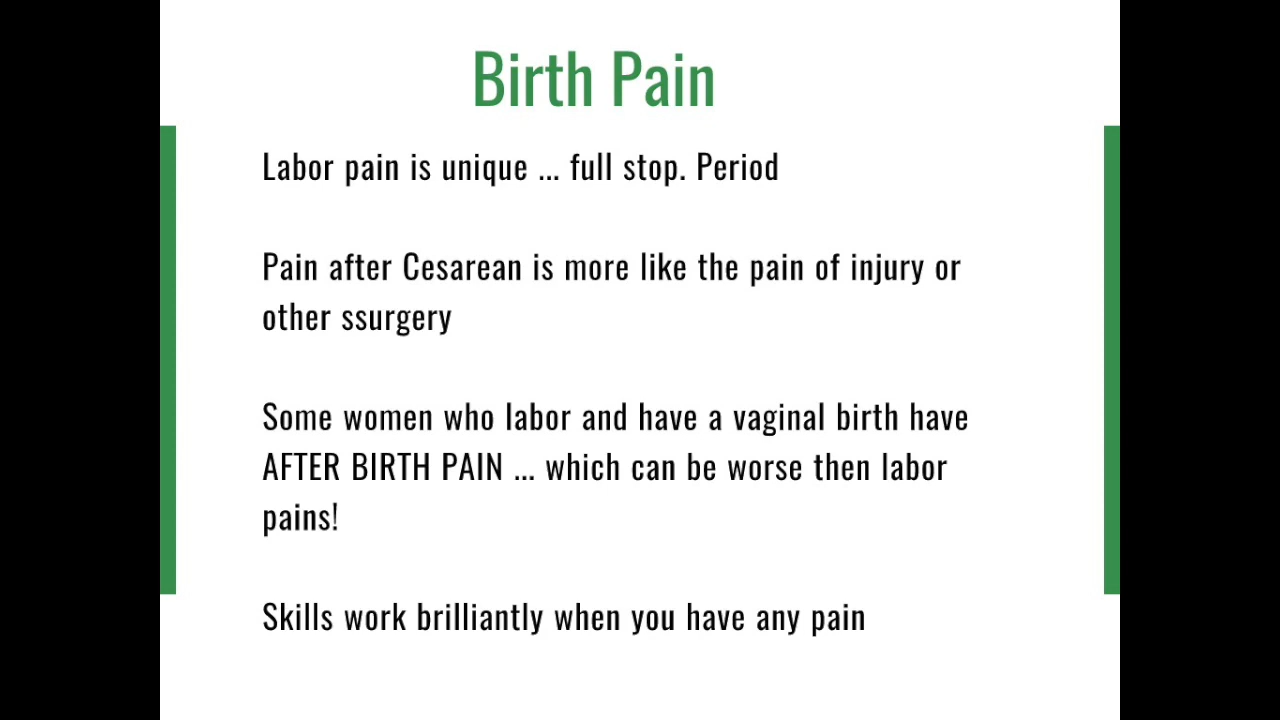 Birth Pain
Labor pain is unique ... full stop. Period
Pain after Cesarean is more like the pain of injury or
other ssurgery
Some women who labor and have a vaginal birth have
AFTER BIRTH PAIN ... which can be worse then labor
pains!
Skills work brilliantly when you have any pain